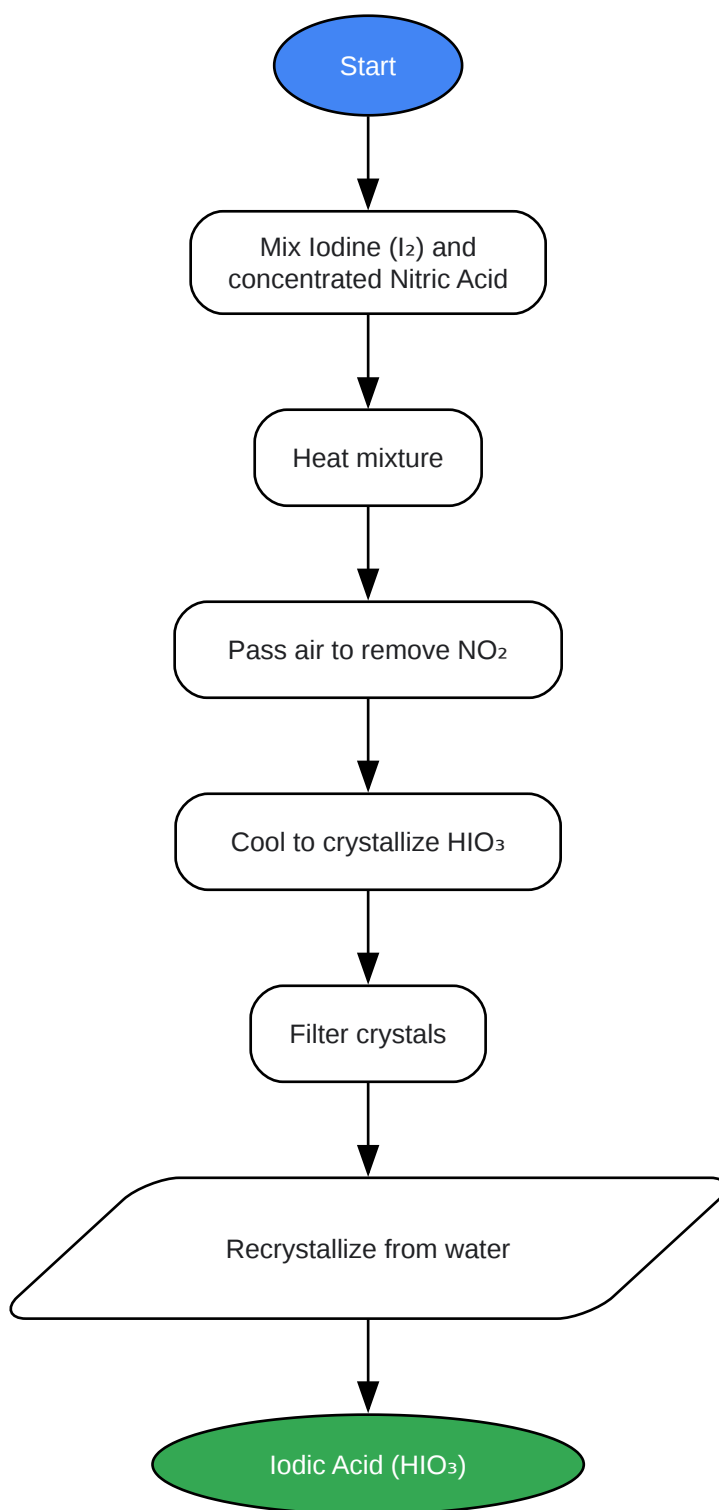 Start
Mix Iodine (I₂) and
concentrated Nitric Acid
Heat mixture
Pass air to remove NO₂
Cool to crystallize HIO₃
Filter crystals
Recrystallize from water
Iodic Acid (HIO₃)